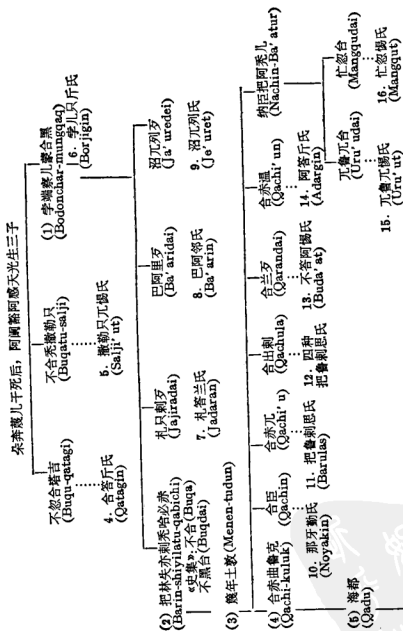 朵奔蔑儿干死后，阿阑豁阿感天光生三子
不忽合塔吉
(Buqu-qatagi)
4. 合答斤氏
(Qatagin)
不合秃撒勒只
(Buqatu-salji)
5. 撒勒只兀惕氏
(Salji'ut)
(1) 孛端察儿蒙合黑
(Bodonchar-mungqaq)
6. 孛儿只斤氏
(Borjigin)
(2) 把林失亦剌秃哈必赤
(Barin-shiyilatu-qabichi)
《史集》：不合(Buqa)
不黑台(Buqdai)
札只剌歹
(Jajiradai)
7. 札答兰氏
(Jadaran)
巴阿里歹
(Ba'aridai)
8. 巴阿邻氏
(Ba'arin)
沼兀列歹
(Ja'uredei)
9. 沼兀列氏
(Je'uret)
(3) 篾年土敦(Menen-tudun)
(4) 合赤曲鲁克
(Qachi-kuluk)
合臣
(Qachin)
10. 那牙勤氏
(Noyakin)
合赤兀
(Qachi'u)
11. 把鲁剌思氏
(Barulas)
合出剌
(Qachula)
12. 四种
把鲁剌思氏
合兰歹
(Qarandai)
13. 不答阿惕氏
(Buda'at)
合赤温
(Qachi'un)
14. 阿答斤氏
(Adargin)
纳臣把阿秃儿
(Nachin-Ba'atur)
兀鲁兀台
(Uru'udai)
15. 兀鲁兀惕氏
(Uru'ut)
忙忽台
(Mangqudai)
16. 忙忽惕氏
(Mangqut)
(5) 海都
(Qadu)